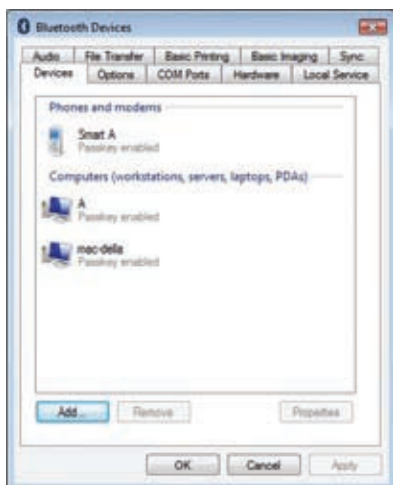 Bluetooth Devices
Audio File Transfer Basic Printing Basic Imaging Sync
Devices Options COM Ports Hardware Local Service
Phones and modems
Smart A
Passkey enabled
Computers (workstations, servers, laptops, PDAs)
A
Passkey enabled
mac-della
Passkey enabled
Add... Remove Properties
OK Cancel Apply